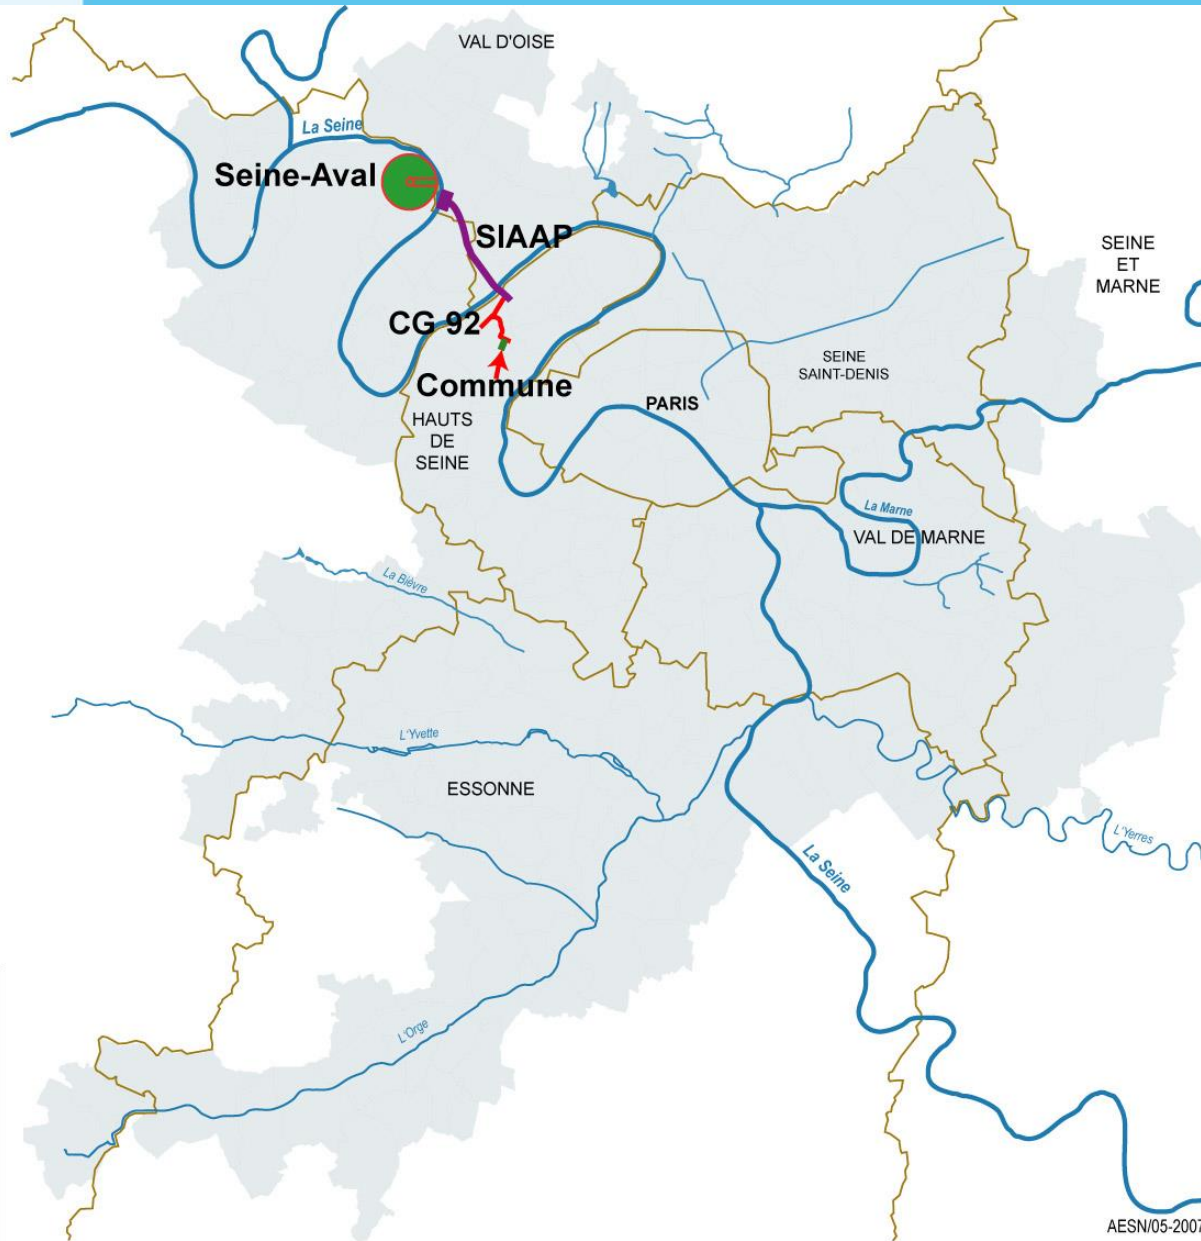 VAL D'OISE
La Seine
Seine-Aval
SIAAP
SEINE
ET
MARNE
CG 92
SEINE
SAINT-DENIS
Commune
PARIS
HAUTS
DE
SEINE
La Marne
VAL DE MARNE
La Bièvre
L'Yvette
ESSONNE
L'Yerres
La Seine
L'Orge
AESN/05-2007